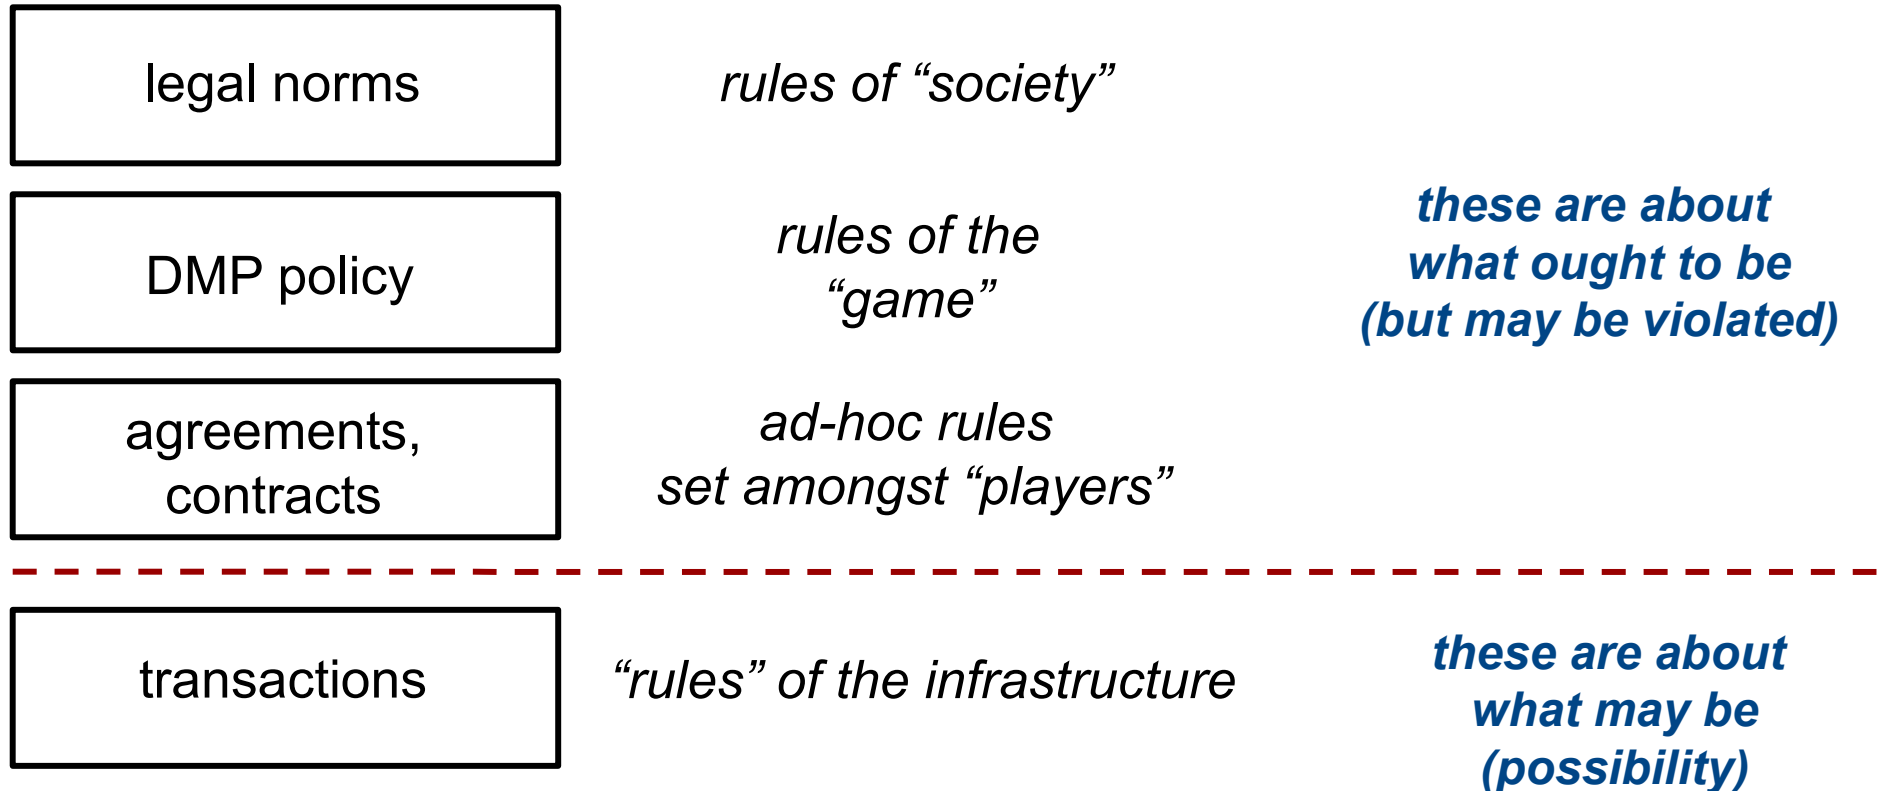 legal norms
rules of “society”
DMP policy
rules of the
“game”
these are about
what ought to be
(but may be violated)
agreements,
contracts
ad-hoc rules
set amongst “players”
transactions
“rules” of the infrastructure
these are about
what may be
(possibility)